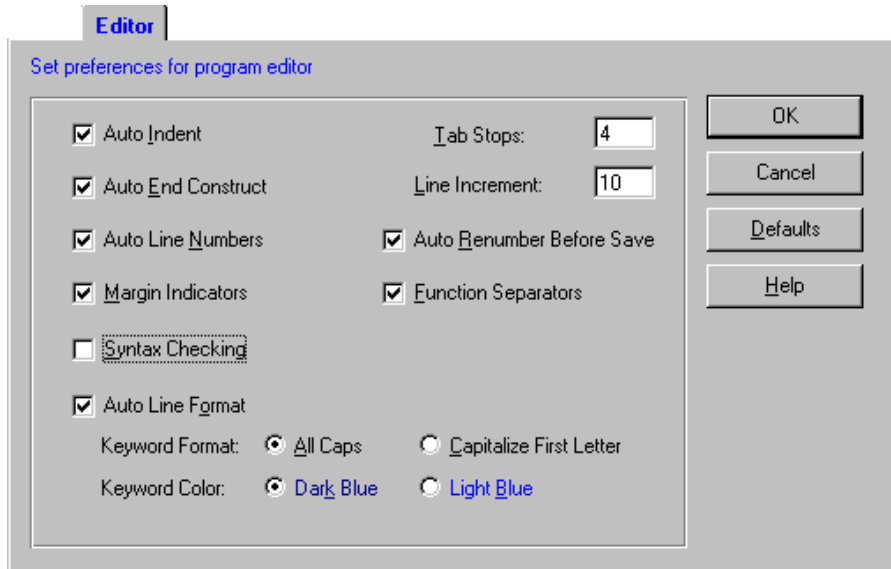 Editor
Set preferences for program editor
Auto Indent
Tab Stops: 4
OK
Auto End Construct
Line Increment: 10
Cancel
Auto Line Numbers
Auto Renumber Before Save
Defaults
Margin Indicators
Function Separators
Help
Syntax Checking
Auto Line Format
Keyword Format: All Caps Capitalize First Letter
Keyword Color: Dark Blue Light Blue